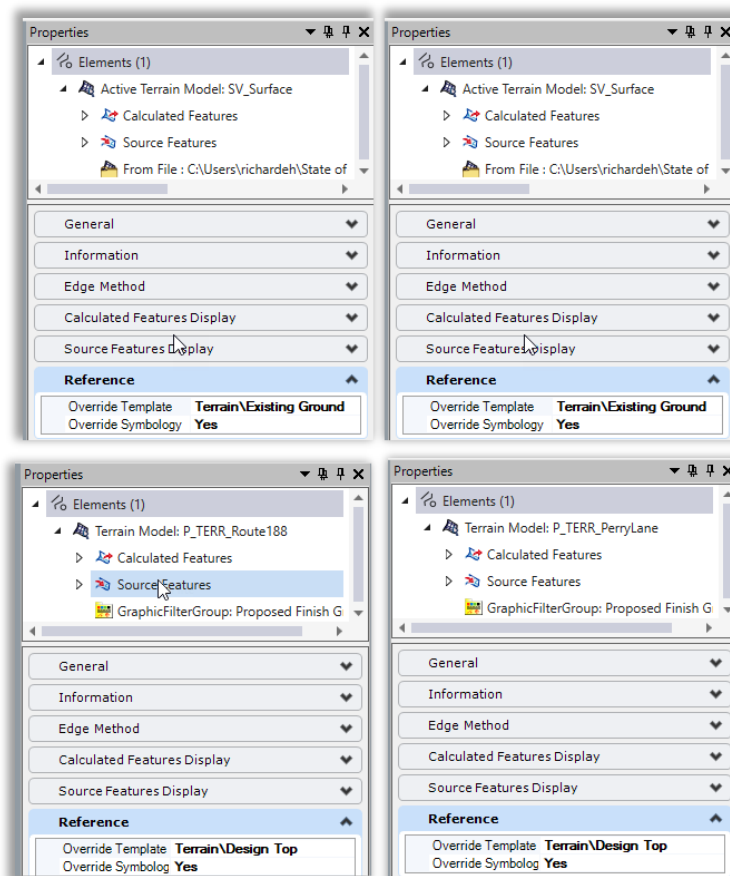 Properties
Elements (1)
Active Terrain Model: SV_Surface
Calculated Features
Source Features
From File : C:\Users\richardeh\State of
General
Information
Edge Method
Calculated Features Display
Source Features Display
Reference
Override Template Terrain\Existing Ground
Override Symbology Yes
Properties
Elements (1)
Active Terrain Model: SV_Surface
Calculated Features
Source Features
From File : C:\Users\richardeh\State of
General
Information
Edge Method
Calculated Features Display
Source Features Display
Reference
Override Template Terrain\Existing Ground
Override Symbology Yes
Properties
Elements (1)
Terrain Model: P_TERR_Route188
Calculated Features
Source Features
GraphicFilterGroup: Proposed Finish G
General
Information
Edge Method
Calculated Features Display
Source Features Display
Reference
Override Template Terrain\Design Top
Override Symbolog Yes
Properties
Elements (1)
Terrain Model: P_TERR_PerryLane
Calculated Features
Source Features
GraphicFilterGroup: Proposed Finish G
General
Information
Edge Method
Calculated Features Display
Source Features Display
Reference
Override Template Terrain\Design Top
Override Symbolog Yes